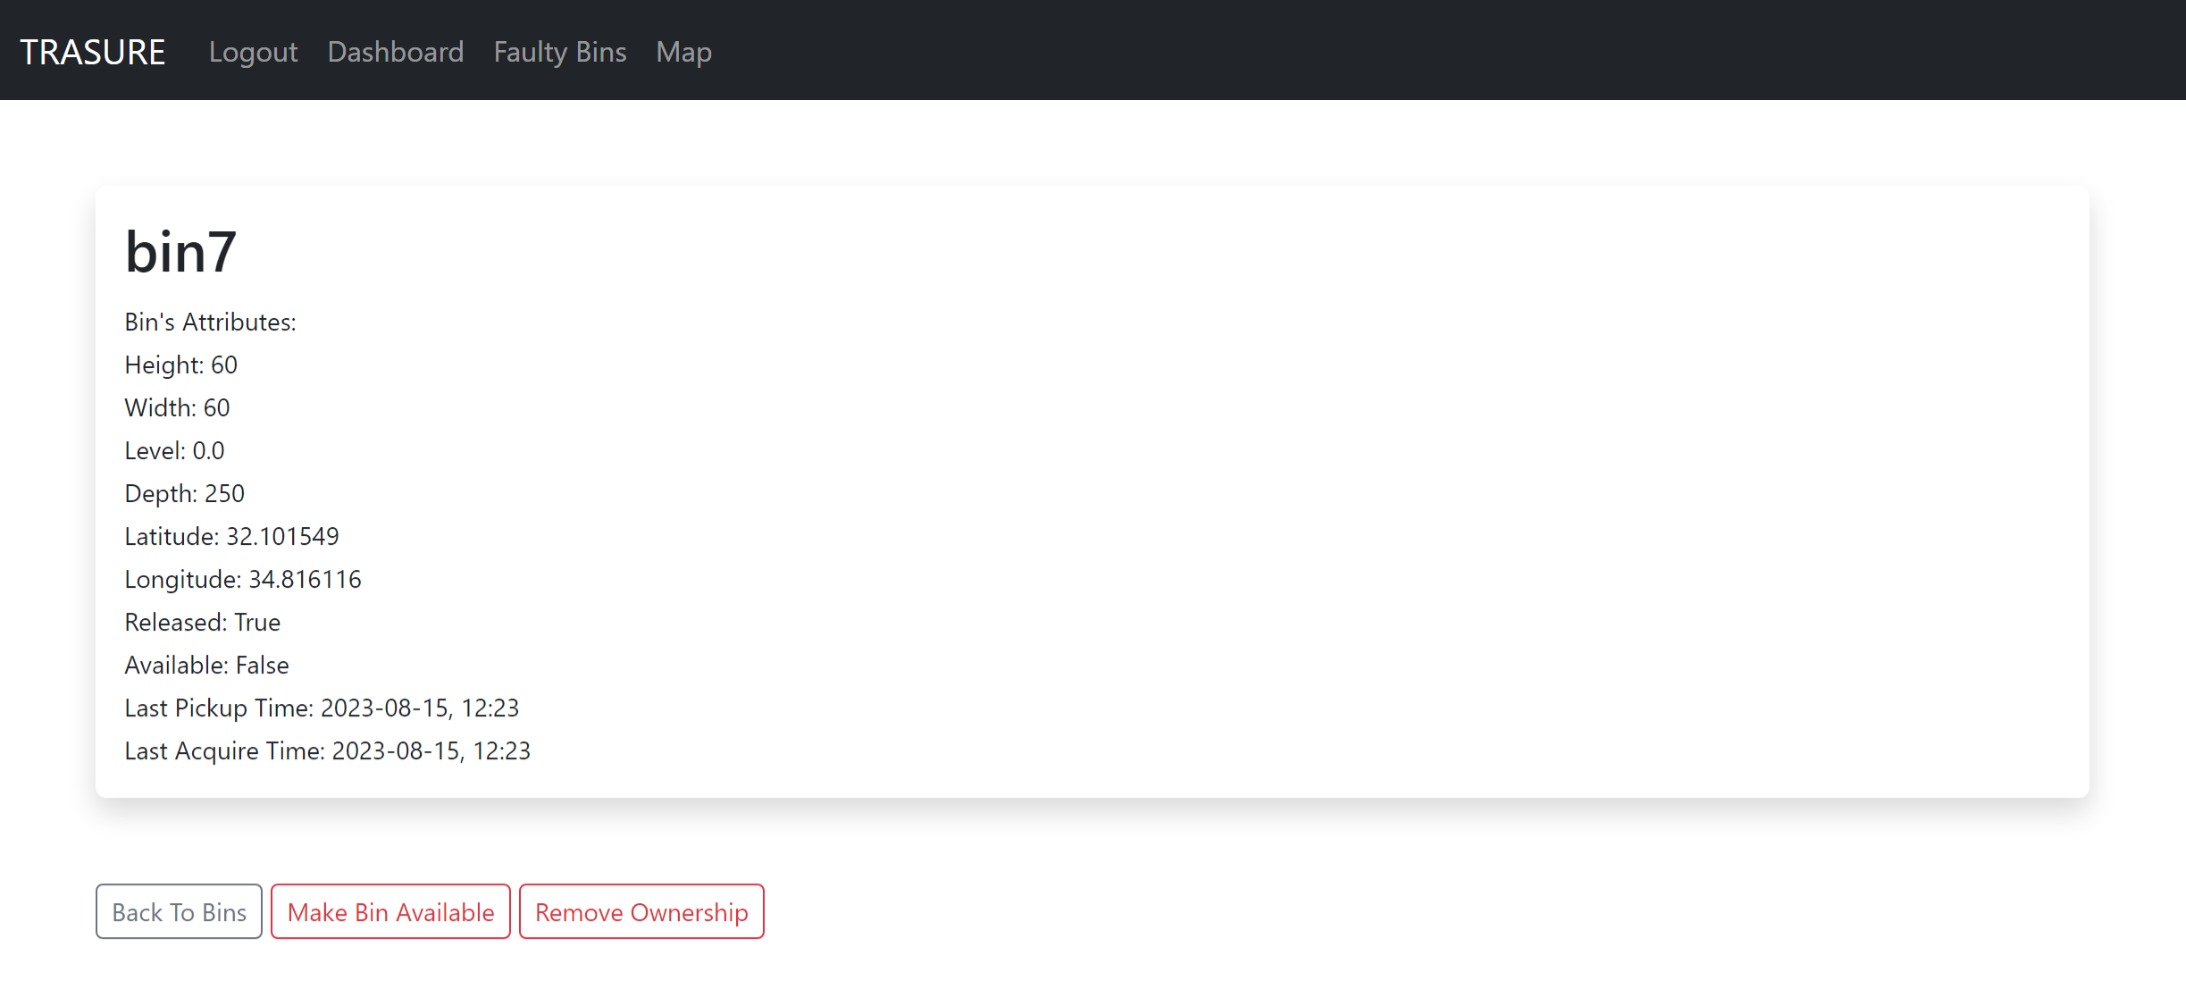 TRASURE Logout Dashboard Faulty Bins Map
bin7
Bin's Attributes:
Height: 60
Width: 60
Level: 0.0
Depth: 250
Latitude: 32.101549
Longitude: 34.816116
Released: True
Available: False
Last Pickup Time: 2023-08-15, 12:23
Last Acquire Time: 2023-08-15, 12:23
Back To Bins Make Bin Available Remove Ownership